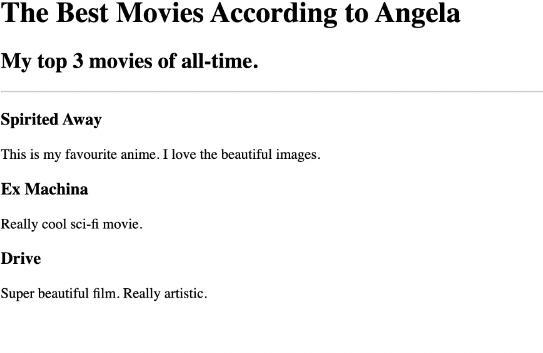 The Best Movies According to Angela
My top 3 movies of all-time.
Spirited Away
This is my favourite anime. I love the beautiful images.
Ex Machina
Really cool sci-fi movie.
Drive
Super beautiful film. Really artistic.